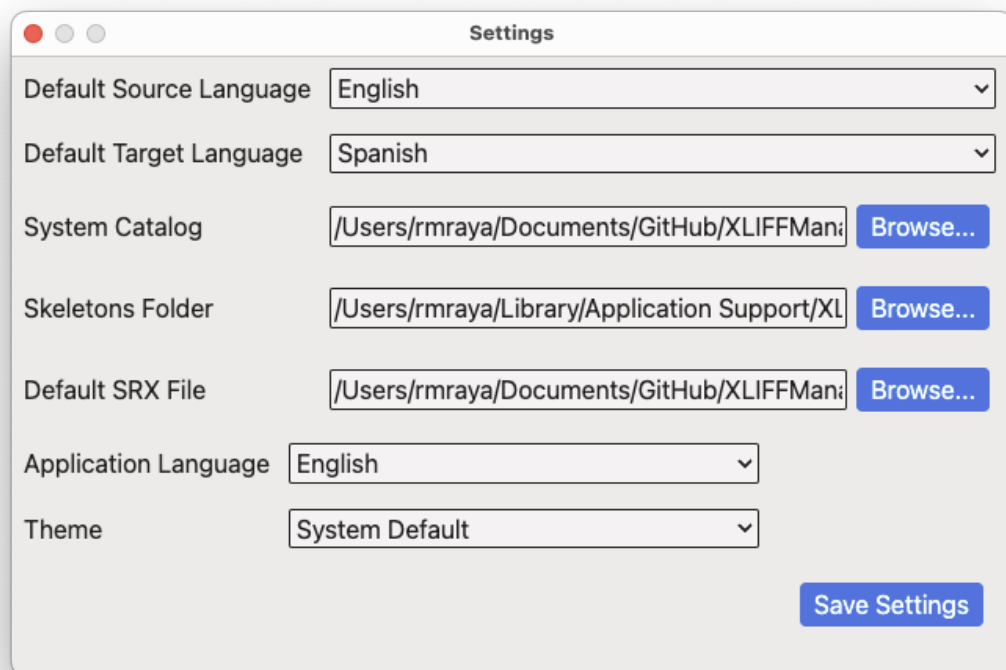 Settings
Default Source Language English
Default Target Language Spanish
System Catalog /Users/rmraya/Documents/GitHub/XLIFFMana Browse...
Skeletons Folder /Users/rmraya/Library/Application Support/XL Browse...
Default SRX File /Users/rmraya/Documents/GitHub/XLIFFMana Browse...
Application Language English
Theme System Default
Save Settings